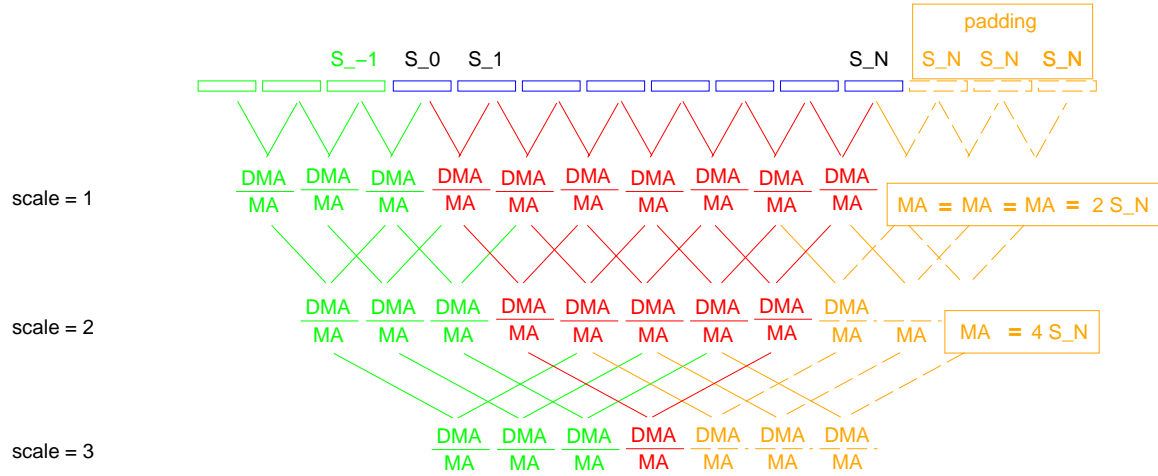 padding
S_-1 S_0 S_1 S_N S_N S_N S_N
DMA DMA DMA DMA DMA DMA DMA DMA DMA DMA
scale = 1 MA MA MA MA MA MA MA MA MA MA MA = MA = MA = 2 S_N
DMA DMA DMA DMA DMA DMA DMA DMA DMA
scale = 2 MA MA MA MA MA MA MA MA MA MA MA = 4 S_N
DMA DMA DMA DMA DMA DMA DMA
scale = 3 MA MA MA MA MA MA MA